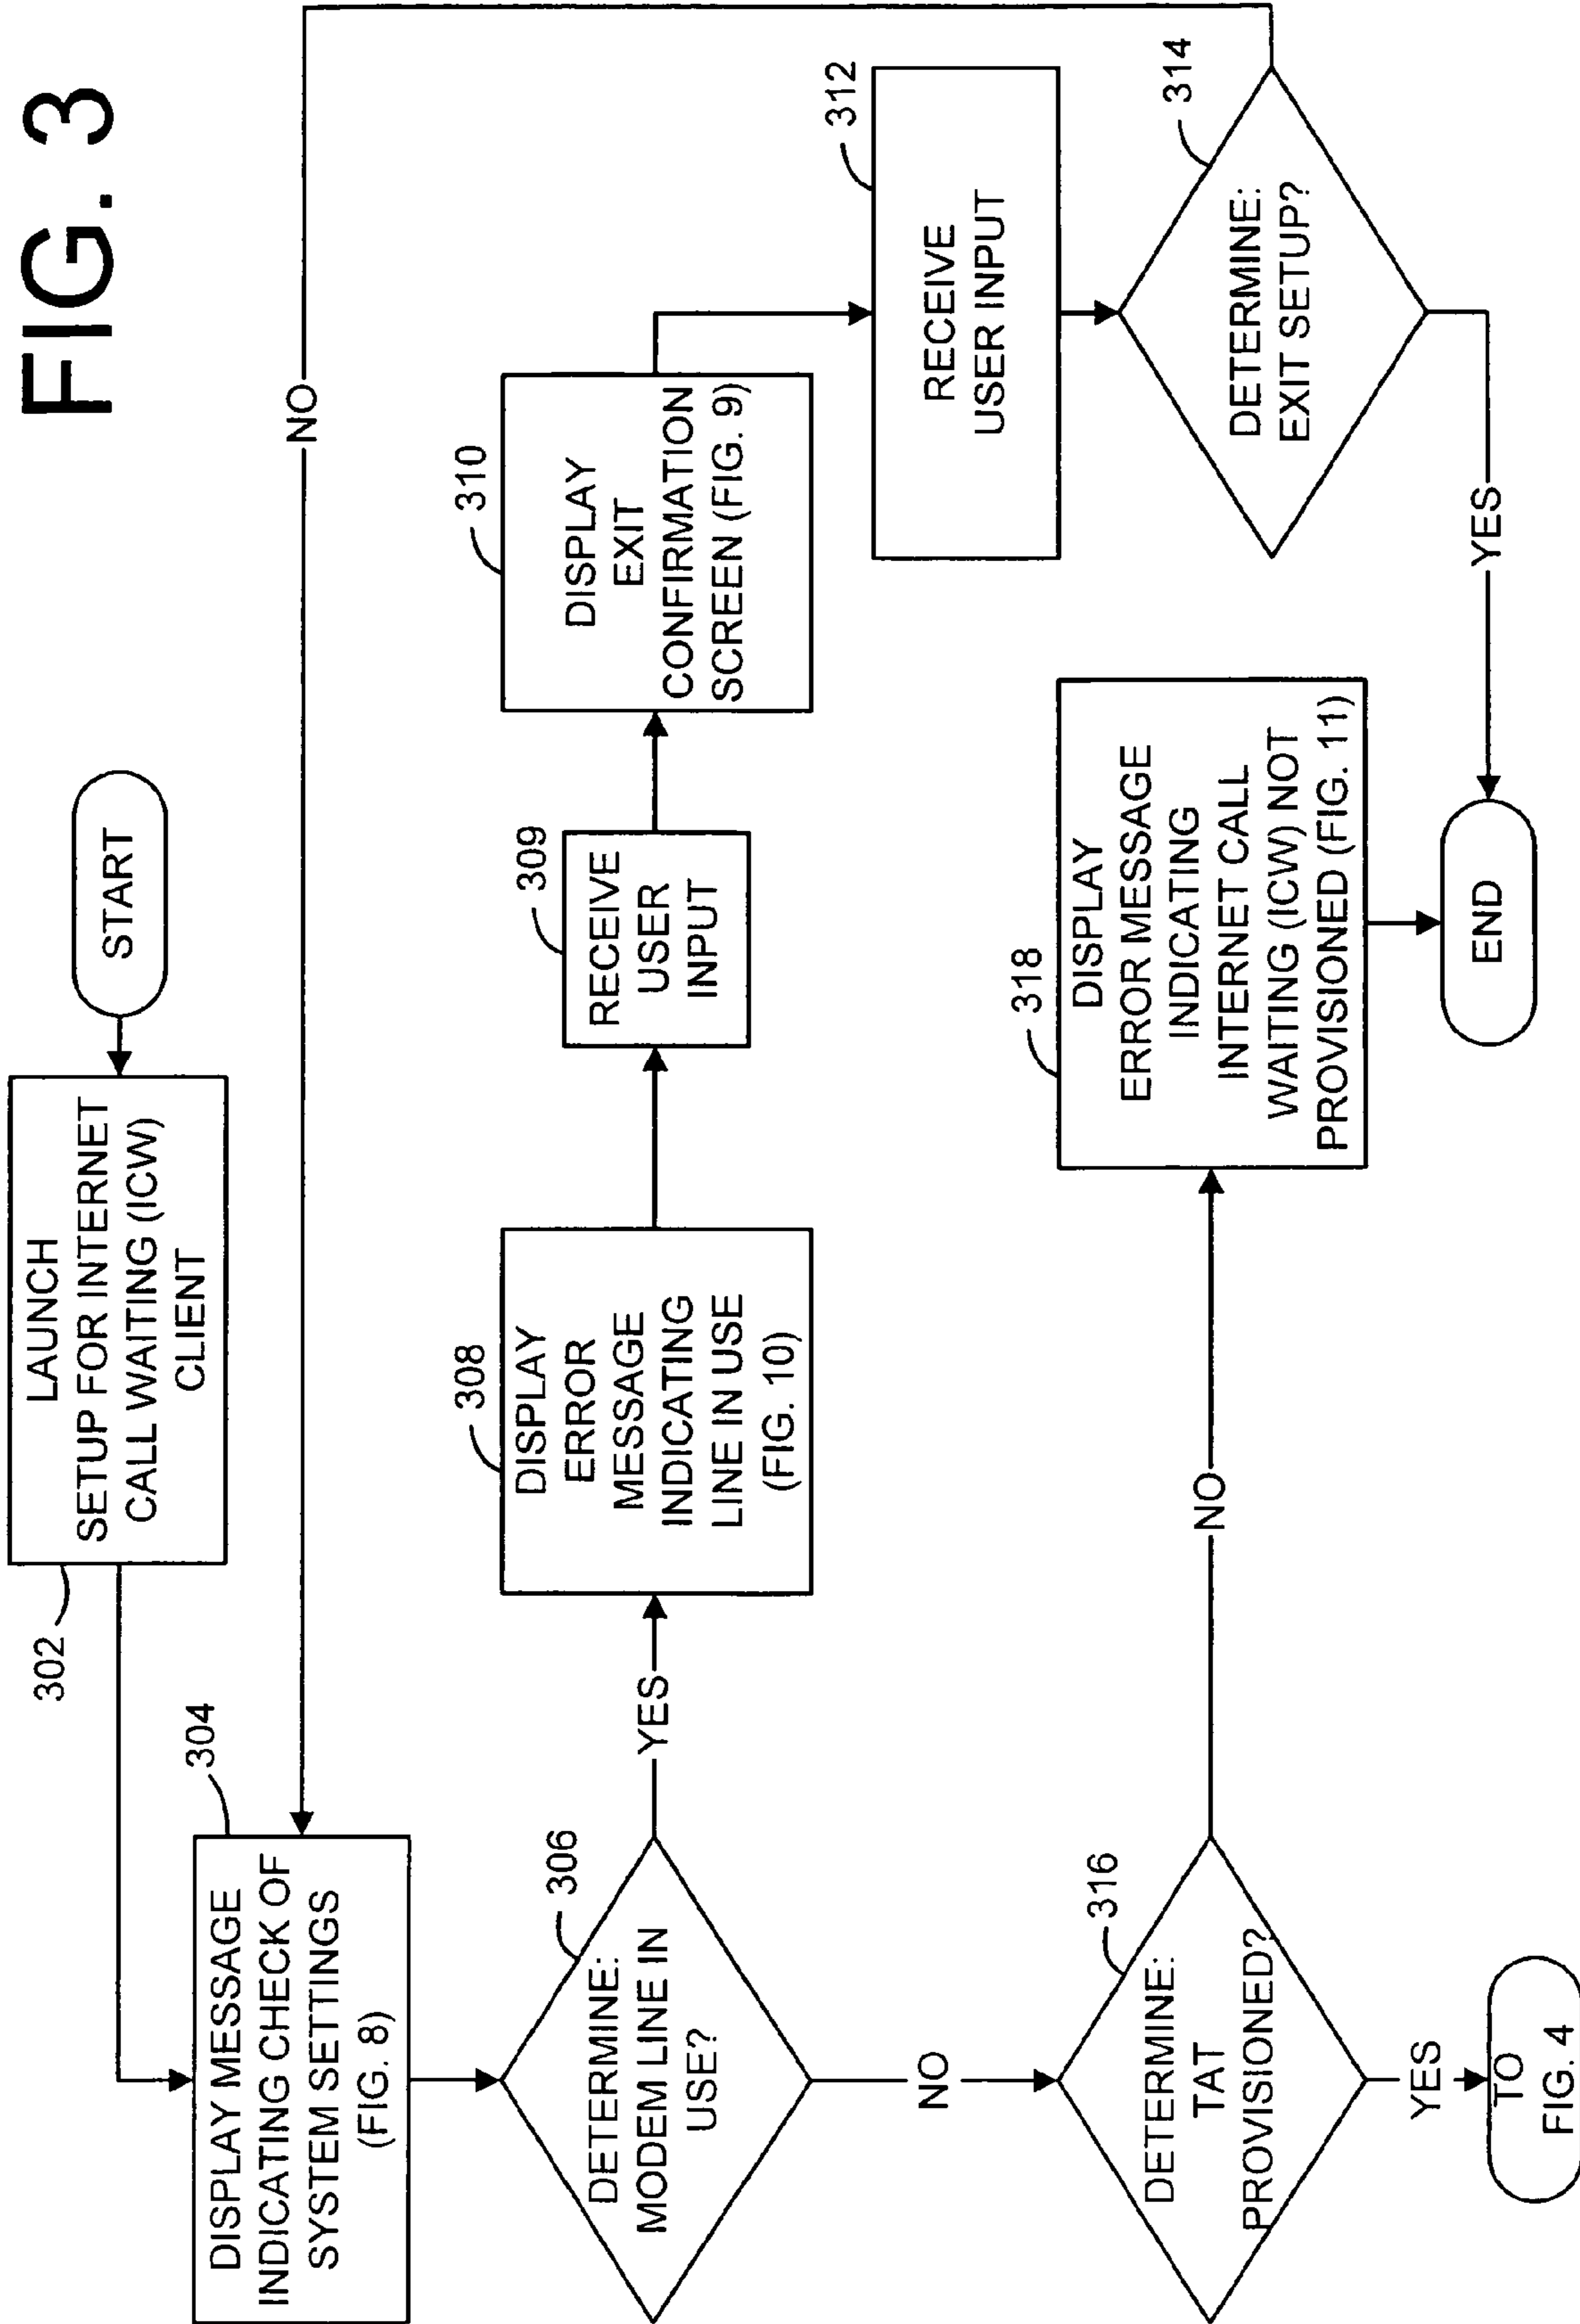 FIG. 3
START
LAUNCH
SETUP FOR INTERNET
CALL WAITING (ICW)
CLIENT
302
304
DISPLAY MESSAGE
INDICATING CHECK OF
SYSTEM SETTINGS
(FIG. 8)
NO
306
DETERMINE:
MODEM LINE IN
USE?
YES
308
DISPLAY
ERROR
MESSAGE
INDICATING
LINE IN USE
(FIG. 10)
309
RECEIVE
USER
INPUT
310
DISPLAY
EXIT
CONFIRMATION
SCREEN (FIG. 9)
312
RECEIVE
USER INPUT
314
DETERMINE:
EXIT SETUP?
YES
NO
316
DETERMINE:
TAT
PROVISIONED?
NO
318
DISPLAY
ERROR MESSAGE
INDICATING
INTERNET CALL
WAITING (ICW) NOT
PROVISIONED (FIG. 11)
END
YES
TO
FIG. 4